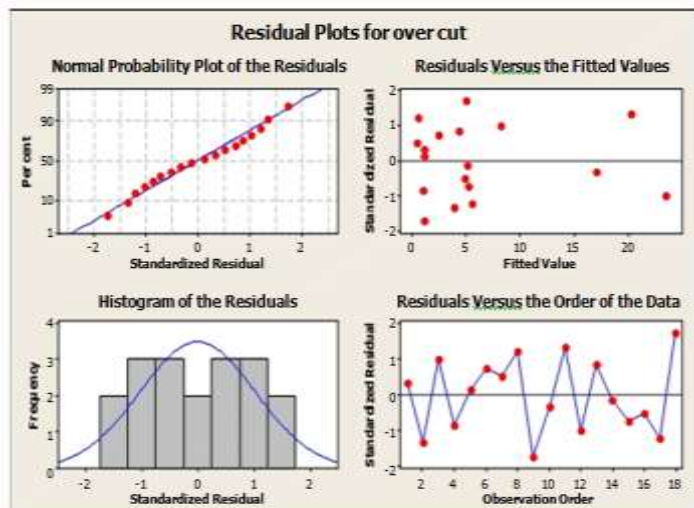 Residual Plots for over cut
Normal Probability Plot of the Residuals
99
90
50
10
1
Per cent
-2 -1 0 1 2
Standardized Residual
Residuals Versus the Fitted Values
2
1
0
-1
-2
Standardized Residual
0 5 10 15 20
Fitted Value
Histogram of the Residuals
4
3
2
1
0
Frequency
-2 -1 0 1 2
Standardized Residual
Residuals Versus the Order of the Data
2
1
0
-1
-2
Standardized Residual
2 4 6 8 10 12 14 16 18
Observation Order